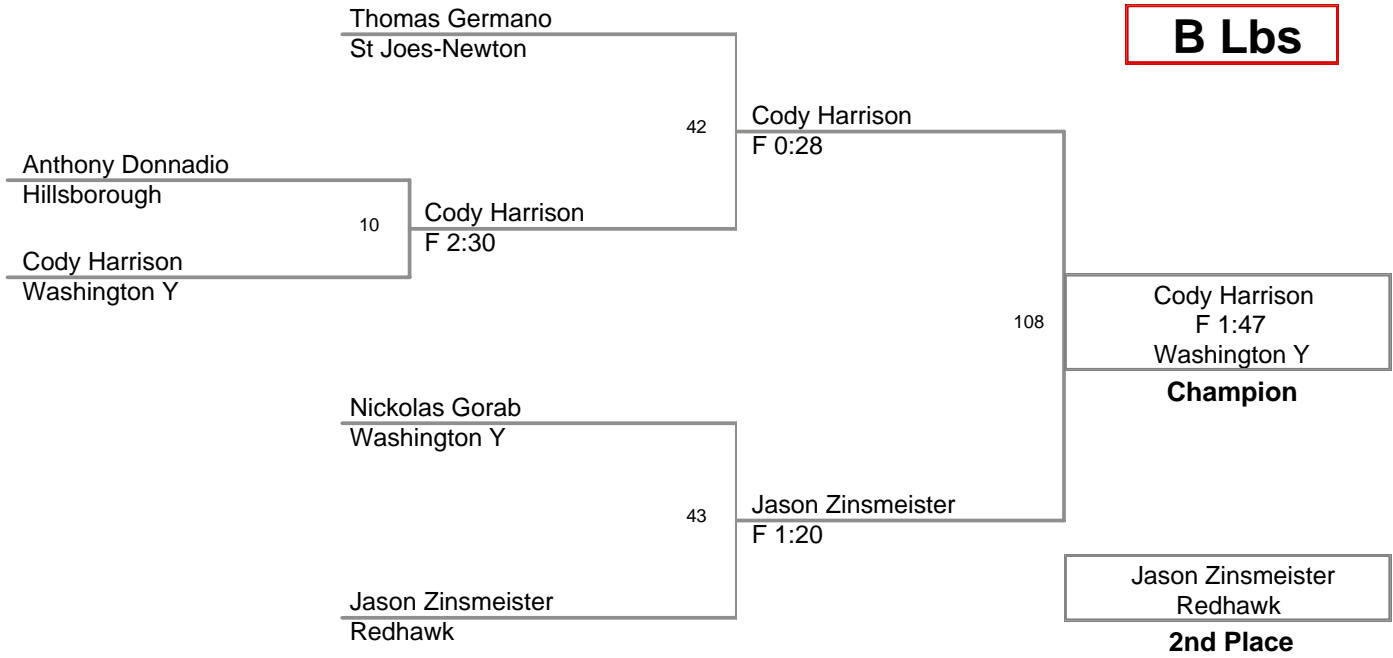 Thomas Germano
St Joes-Newton
B Lbs
42
Cody Harrison
F 0:28
Anthony Donnadio
Hillsborough
10
Cody Harrison
F 2:30
Cody Harrison
Washington Y
108
Cody Harrison
F 1:47
Washington Y
Champion
Nickolas Gorab
Washington Y
43
Jason Zinsmeister
F 1:20
Jason Zinsmeister
Redhawk
Jason Zinsmeister
Redhawk
2nd Place